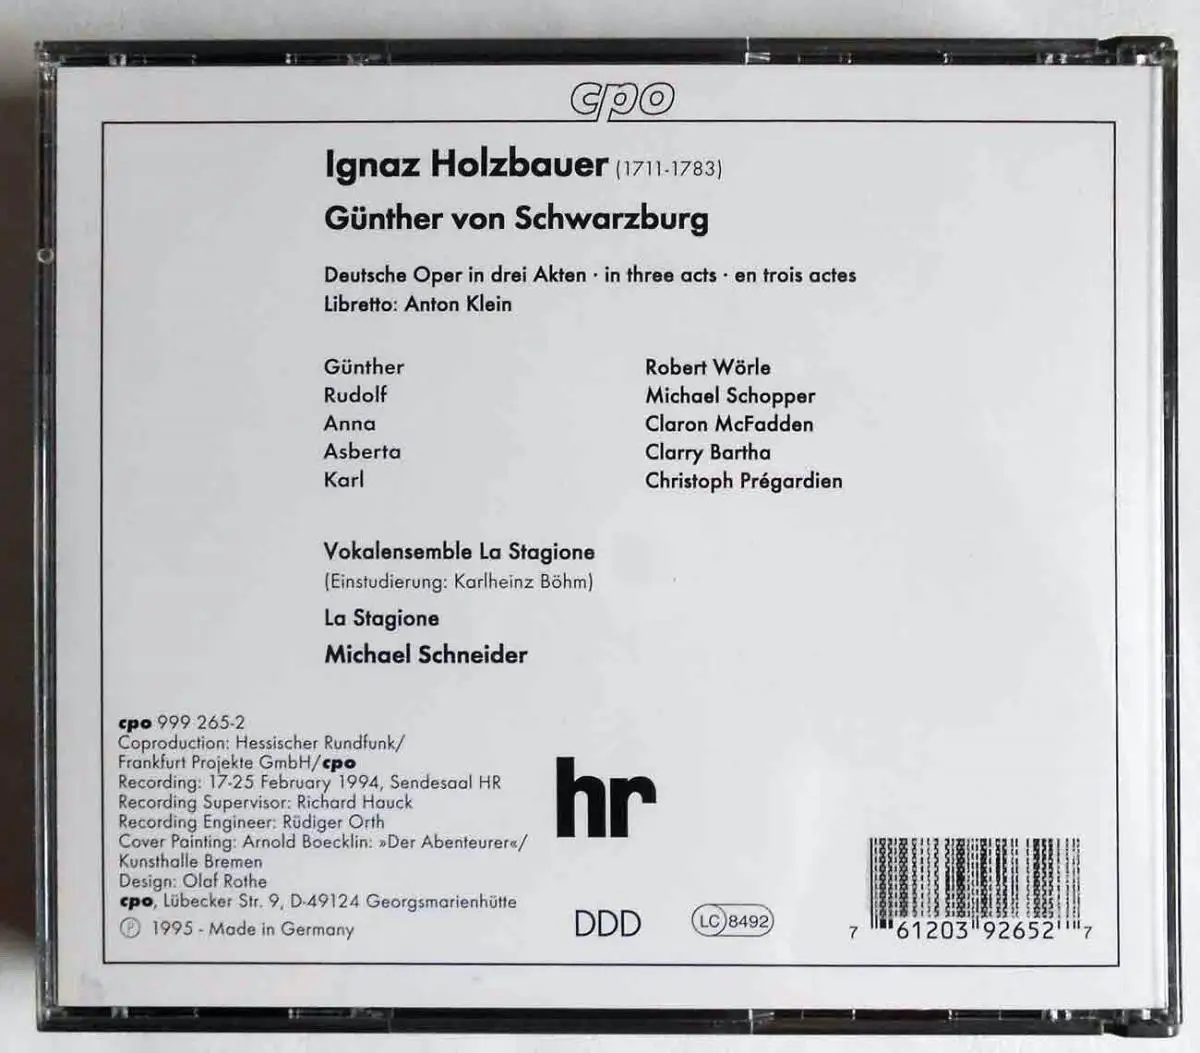 cpo
Ignaz Holzbauer (1711-1783)
Günther von Schwarzburg
Deutsche Oper in drei Akten · in three acts · en trois actes
Libretto: Anton Klein
Günther Robert Wörle
Rudolf Michael Schopper
Anna Claron McFadden
Asberta Clarry Bartha
Karl Christoph Prégardien
Vokalensemble La Stagione
(Einstudierung: Karlheinz Böhm)
La Stagione
Michael Schneider
cpo 999 265-2
Coproduction: Hessischer Rundfunk/
Frankfurt Projekte GmbH/cpo
Recording: 17-25 February 1994, Sendesaal HR
Recording Supervisor: Richard Hauck
Recording Engineer: Rüdiger Orth
Cover Painting: Arnold Boecklin: »Der Abenteurer«/
Kunsthalle Bremen
Design: Olaf Rothe
cpo, Lübecker Str. 9, D-49124 Georgsmarienhütte
℗ 1995 - Made in Germany
hr
DDD
LC 8492
7 61203 92652 7